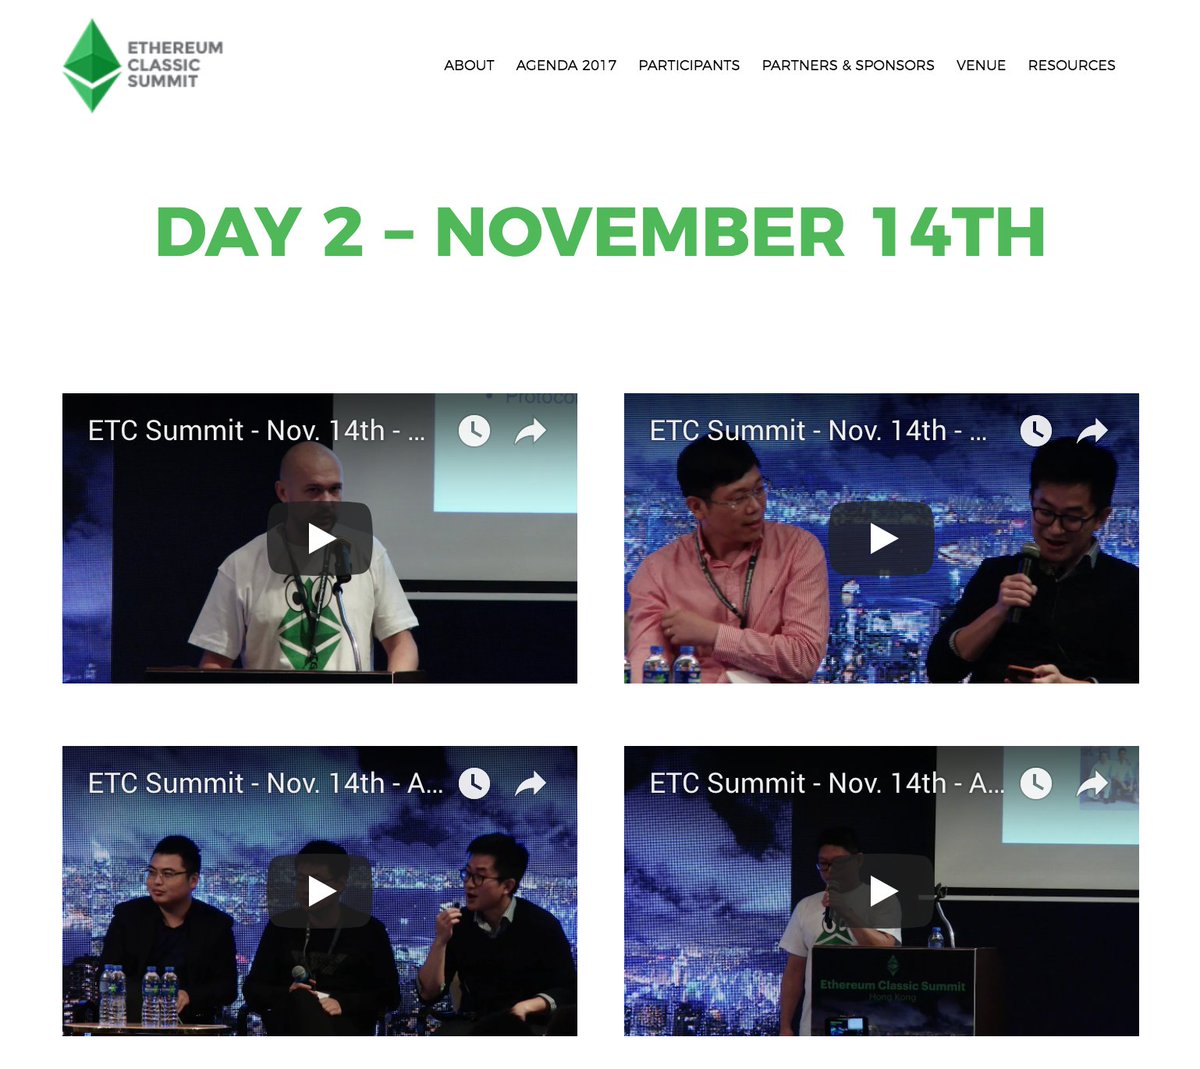 ETHEREUM
CLASSIC
SUMMIT
ABOUT AGENDA 2017 PARTICIPANTS PARTNERS & SPONSORS VENUE RESOURCES
DAY 2 – NOVEMBER 14TH
• Protoco
ETC Summit - Nov. 14th - ...
ETC Summit - Nov. 14th - ...
ETC Summit - Nov. 14th - A...
ETC Summit - Nov. 14th - A...
Ethereum Classic Summit
Hong Kong